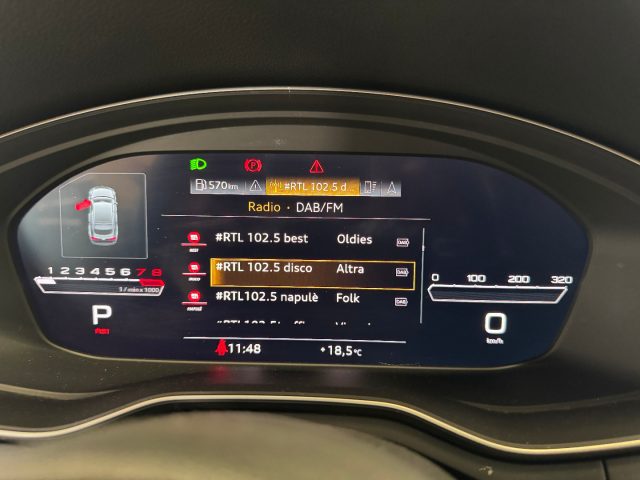 (P)
570km #RTL 102.5 d...
Radio · DAB/FM
#RTL 102.5 best Oldies DAB
BEST
#RTL 102.5 disco Altra
DISCO
#RTL102.5 napulè Folk DAB
1 2 3 4 5 6 7 8
1/min x 1000
0 100 200 320
P
0
km/h
11:48 +18,5°C